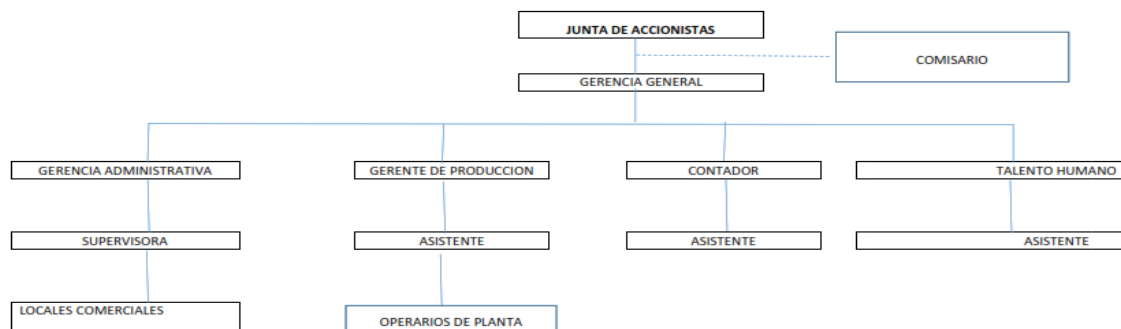 JUNTA DE ACCIONISTAS
COMISARIO
GERENCIA GENERAL
GERENCIA ADMINISTRATIVA
GERENTE DE PRODUCCION
CONTADOR
TALENTO HUMANO
SUPERVISORA
ASISTENTE
ASISTENTE
ASISTENTE
LOCALES COMERCIALES
OPERARIOS DE PLANTA